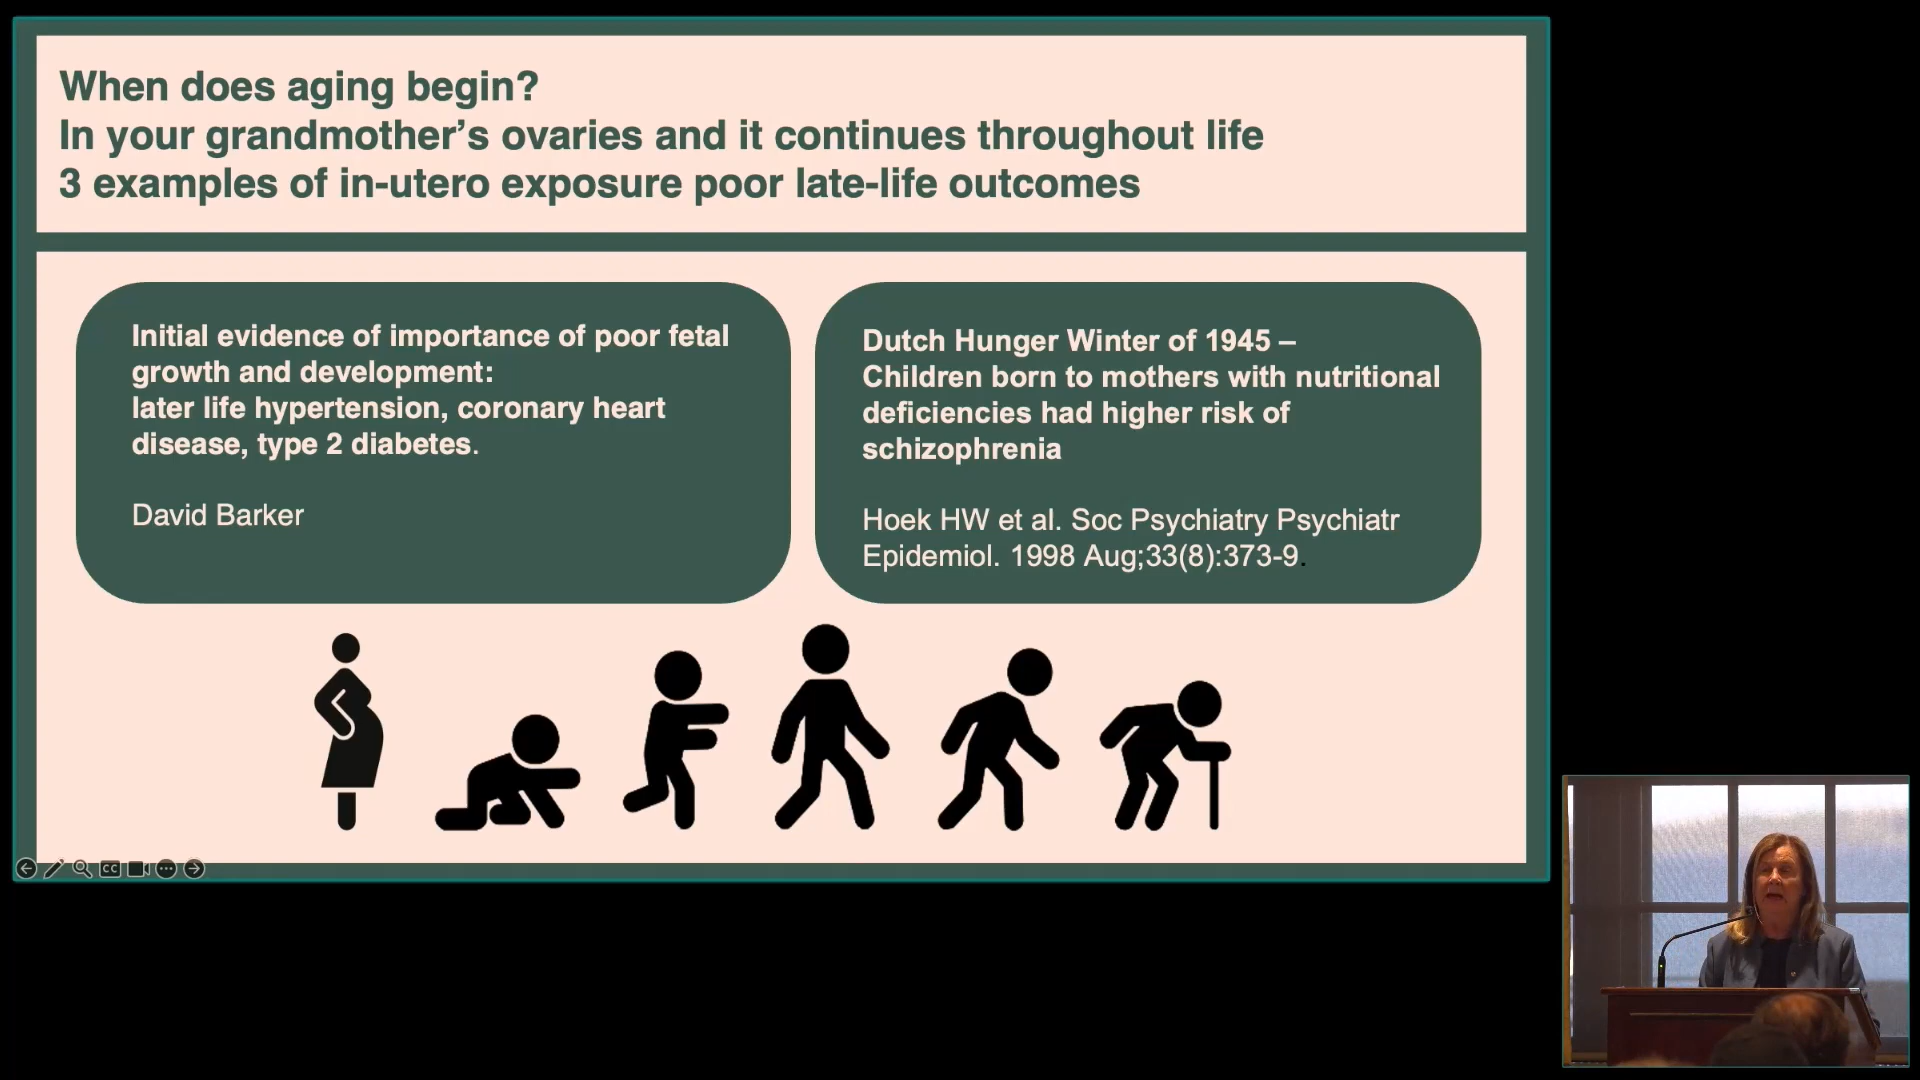 When does aging begin?
In your grandmother’s ovaries and it continues throughout life
3 examples of in-utero exposure poor late-life outcomes
Initial evidence of importance of poor fetal
growth and development:
later life hypertension, coronary heart
disease, type 2 diabetes.
David Barker
Dutch Hunger Winter of 1945 –
Children born to mothers with nutritional
deficiencies had higher risk of
schizophrenia
Hoek HW et al. Soc Psychiatry Psychiatr
Epidemiol. 1998 Aug;33(8):373-9.
CC